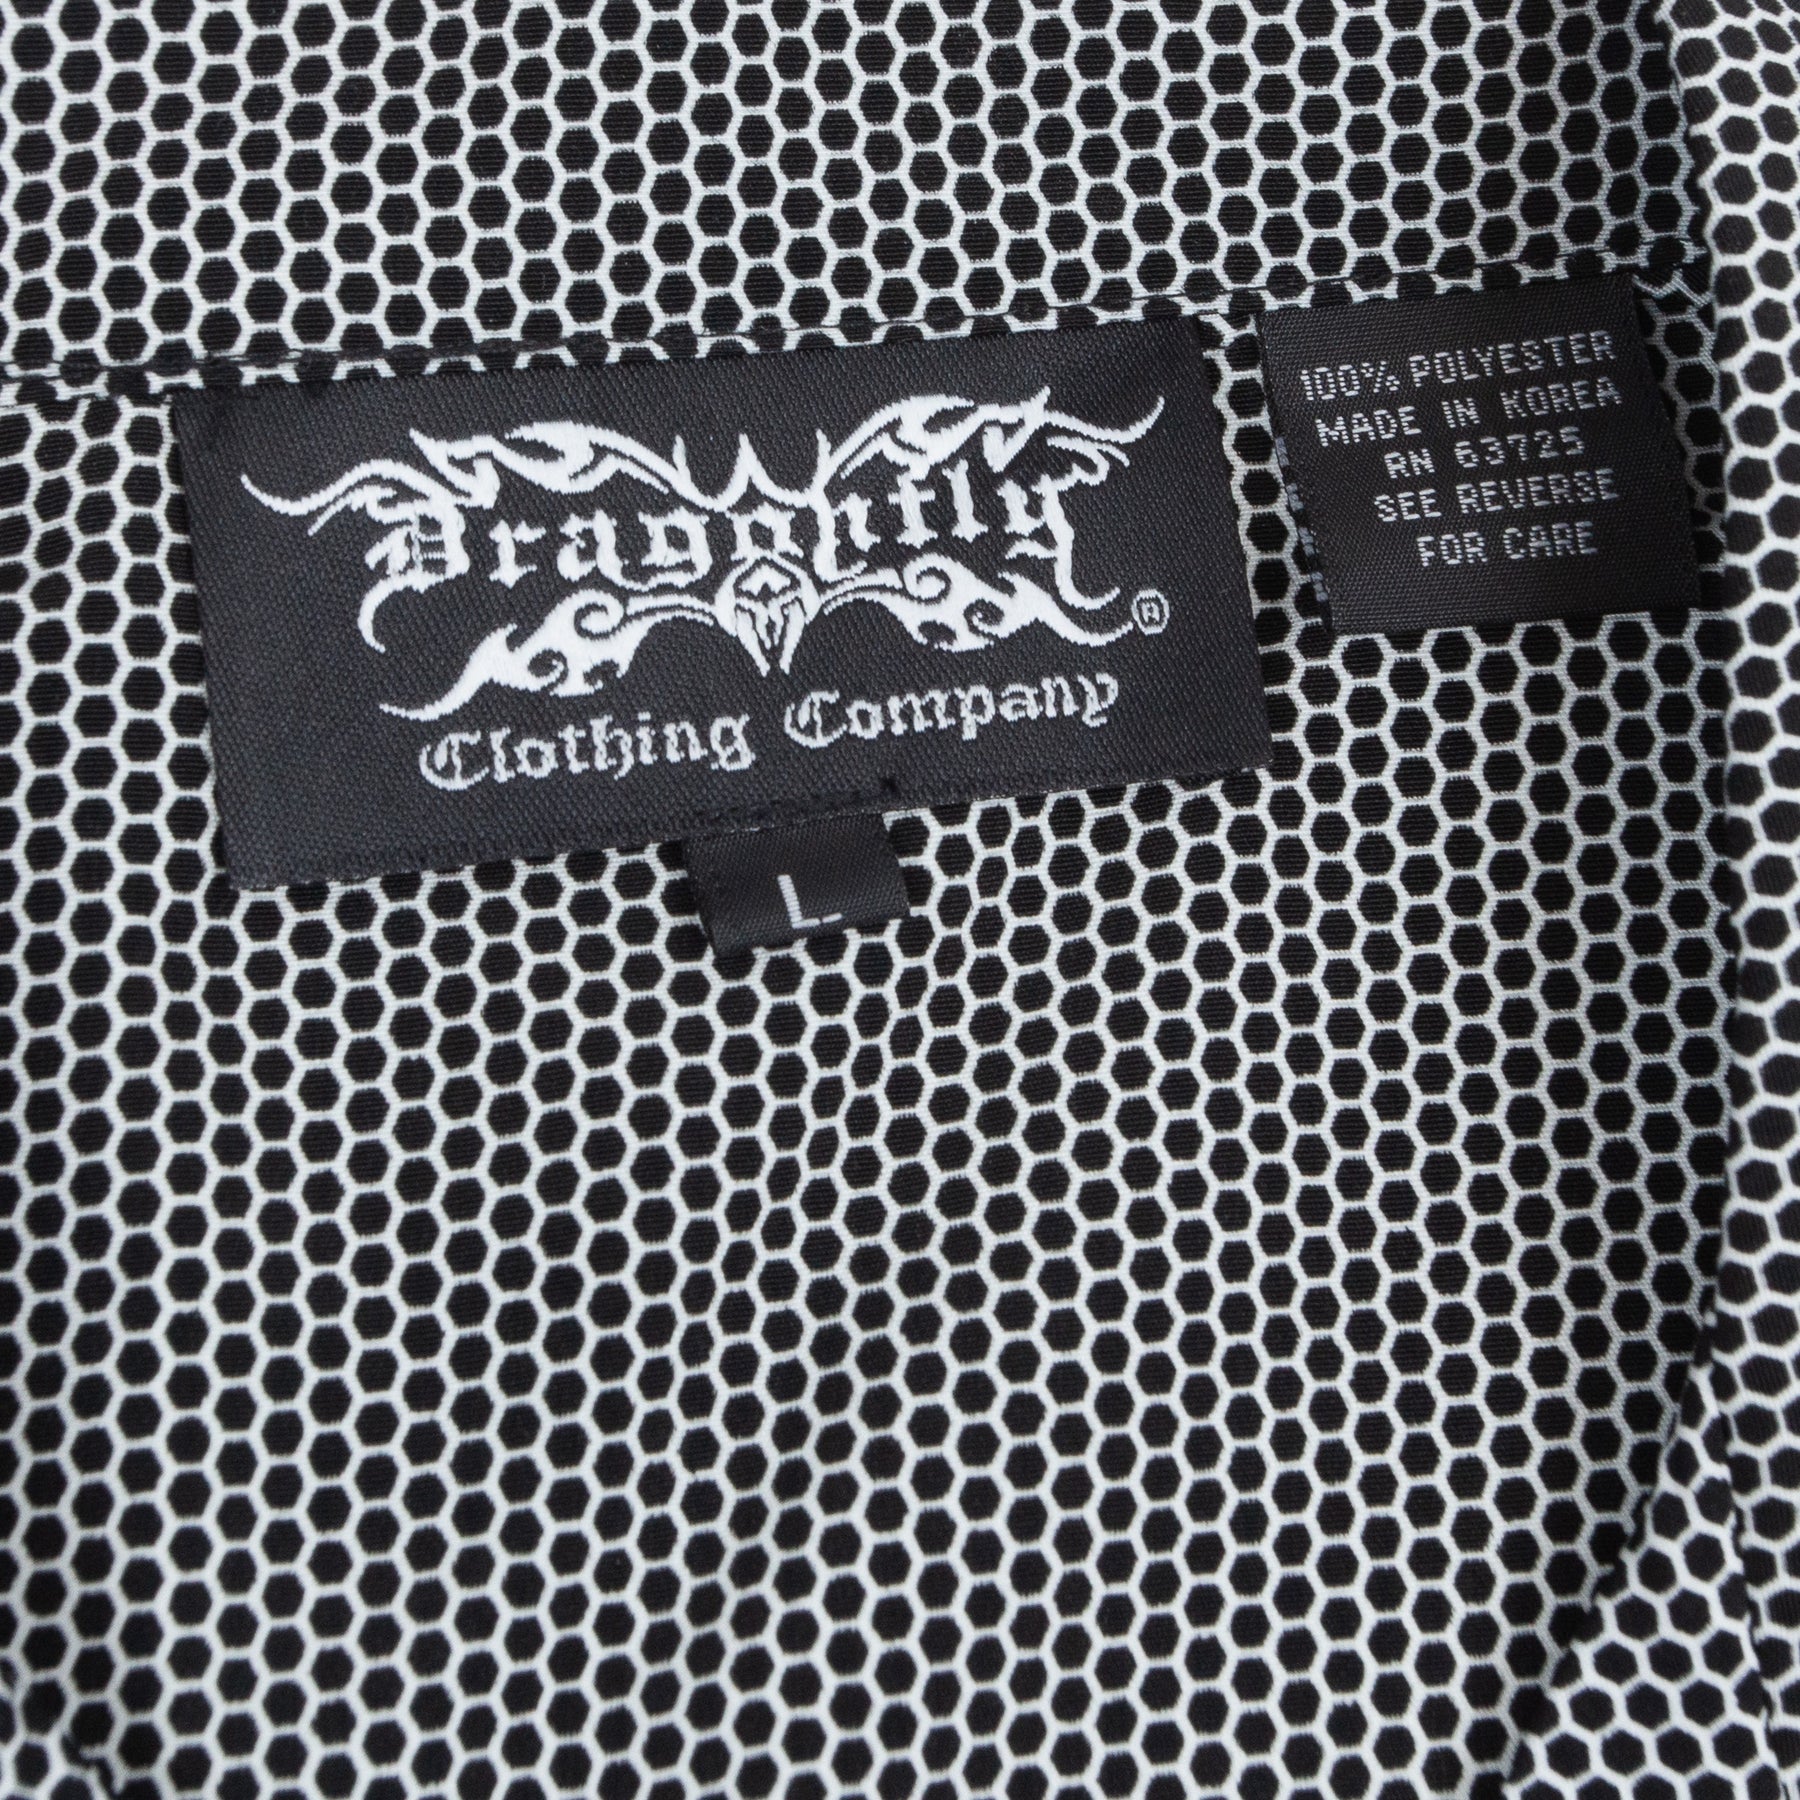 Dragonfly
®
Clothing Company
L
100% POLYESTER
MADE IN KOREA
RN 63725
SEE REVERSE
FOR CARE